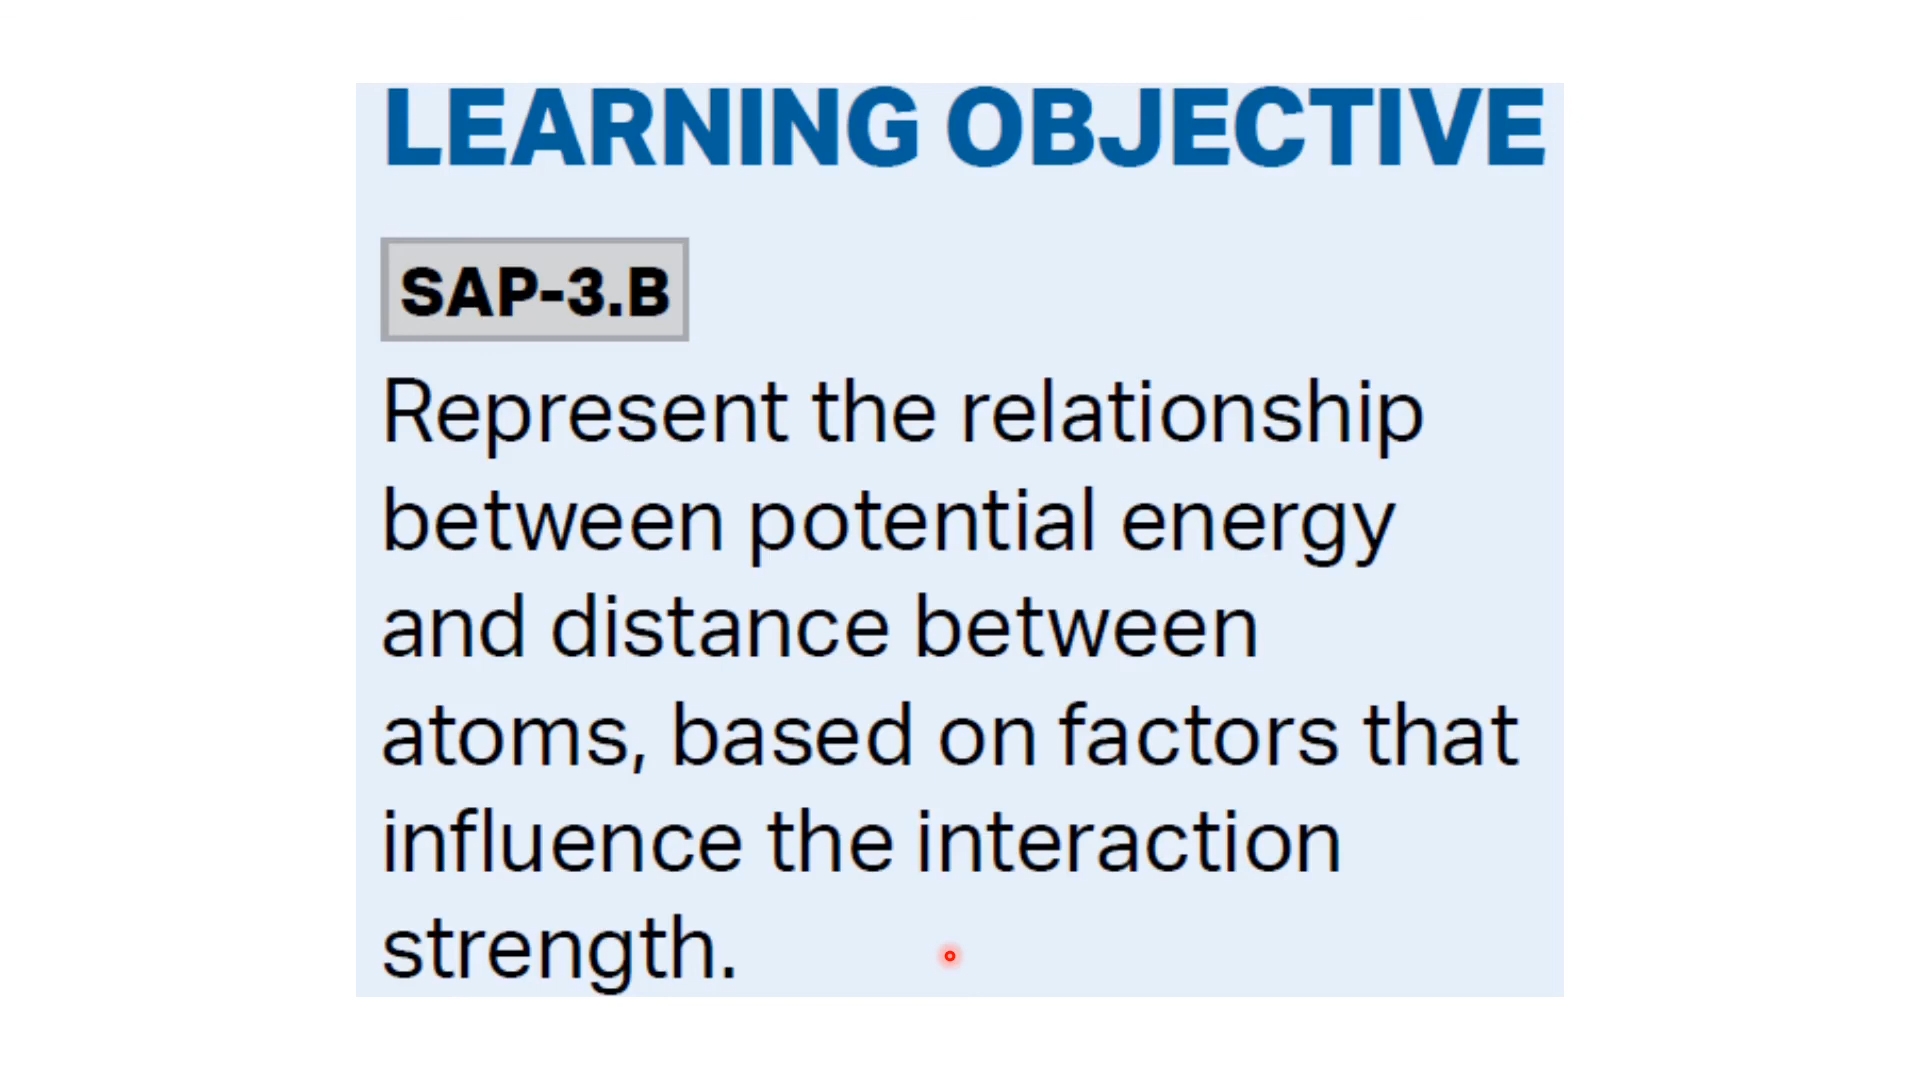 LEARNING OBJECTIVE
SAP-3.B
Represent the relationship
between potential energy
and distance between
atoms, based on factors that
influence the interaction
strength.